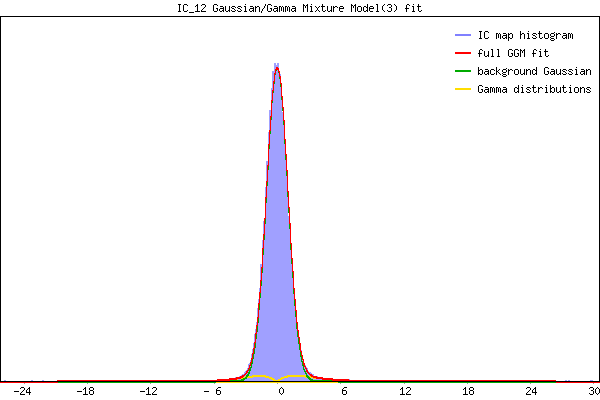 IC_12 Gaussian/Gamma Mixture Model(3) fit
IC map histogram
full GGM fit
background Gaussian
Gamma distributions
-24 -18 -12 -6 0 6 12 18 24 30